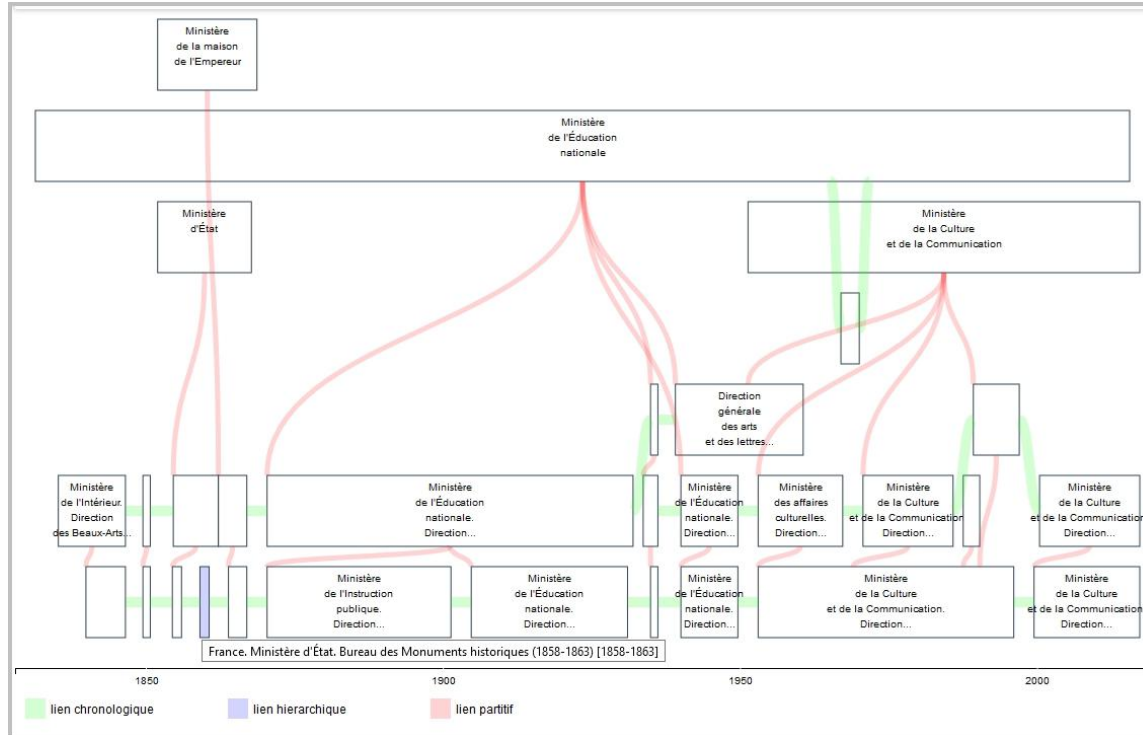 Ministère
de la maison
de l'Empereur
Ministère
de l'Éducation
nationale
Ministère
d'État
Ministère
de la Culture
et de la Communication
Direction
générale
des arts
et des lettres...
Ministère
de l'Intérieur.
Direction
des Beaux-Arts...
Ministère
de l'Éducation
nationale.
Direction...
Ministère
de l'Éducation
nationale.
Direction...
Ministère
des affaires
culturelles.
Direction...
Ministère
de la Culture
et de la Communication
Direction...
Ministère
de la Culture
et de la Communication
Direction...
Ministère
de l'Instruction
publique.
Direction...
Ministère
de l'Éducation
nationale.
Direction...
Ministère
de l'Éducation
nationale.
Direction...
Ministère
de la Culture
et de la Communication.
Direction...
Ministère
de la Culture
et de la Communication
Direction...
France. Ministère d'État. Bureau des Monuments historiques (1858-1863) [1858-1863]
1850 1900 1950 2000
lien chronologique lien hierarchique lien partitif